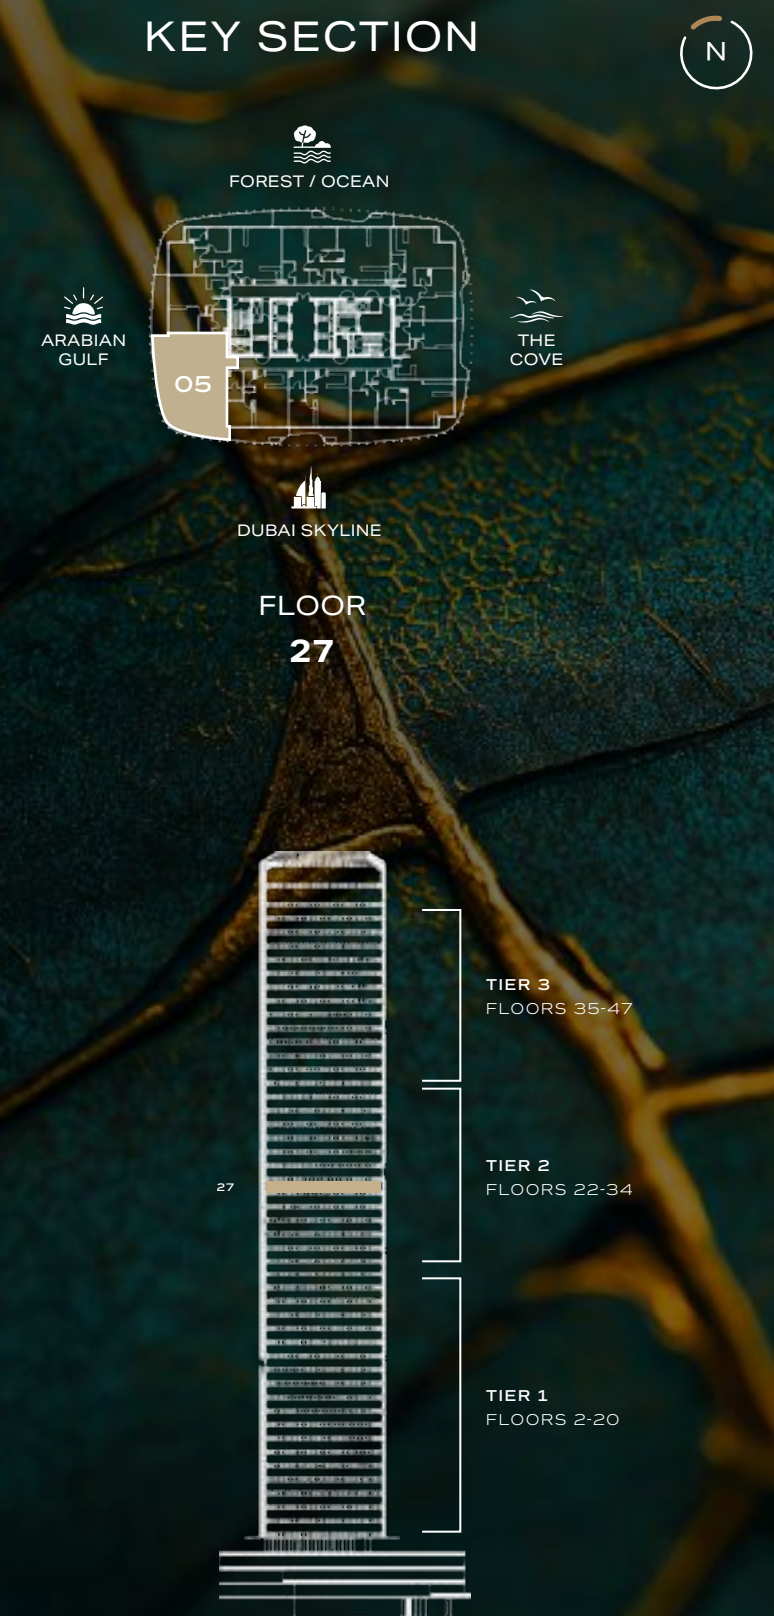 KEY SECTION
N
FOREST / OCEAN
ARABIAN
GULF
THE
COVE
05
DUBAI SKYLINE
FLOOR
27
TIER 3
FLOORS 35-47
TIER 2
FLOORS 22-34
27
TIER 1
FLOORS 2-20